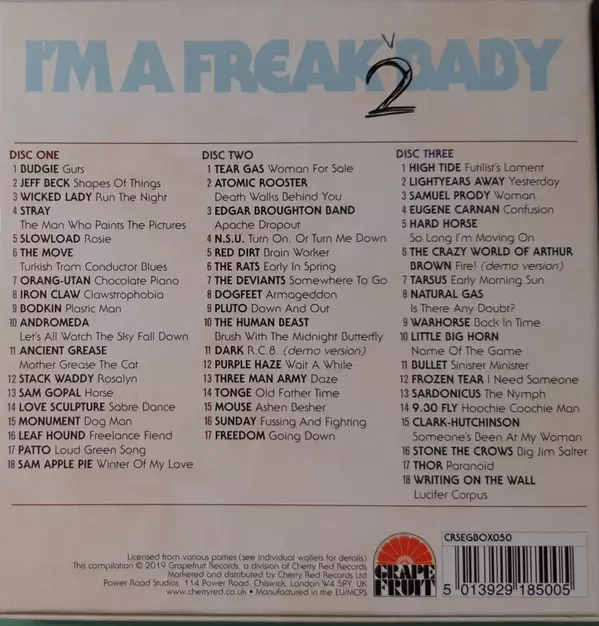 I'M A FREAK 2 BABY
DISC ONE
1 BUDGIE Guts
2 JEFF BECK Shapes Of Things
3 WICKED LADY Run The Night
4 STRAY
The Man Who Paints The Pictures
5 SLOWLOAD Rosie
6 THE MOVE
Turkish Tram Conductor Blues
7 ORANG-UTAN Chocolate Piano
8 IRON CLAW Clawstrophobia
9 BODKIN Plastic Man
10 ANDROMEDA
Let's All Watch The Sky Fall Down
11 ANCIENT GREASE
Mother Grease The Cat
12 STACK WADDY Rosalyn
13 SAM GOPAL Horse
14 LOVE SCULPTURE Sabre Dance
15 MONUMENT Dog Man
16 LEAF HOUND Freelance Fiend
17 PATTO Loud Green Song
18 SAM APPLE PIE Winter Of My Love
DISC TWO
1 TEAR GAS Woman For Sale
2 ATOMIC ROOSTER
Death Walks Behind You
3 EDGAR BROUGHTON BAND
Apache Dropout
4 N.S.U. Turn On, Or Turn Me Down
5 RED DIRT Brain Worker
6 THE RATS Early In Spring
7 THE DEVIANTS Somewhere To Go
8 DOGFEET Armageddon
9 PLUTO Down And Out
10 THE HUMAN BEAST
Brush With The Midnight Butterfly
11 DARK R.C.8. (demo version)
12 PURPLE HAZE Wait A While
13 THREE MAN ARMY Daze
14 TONGE Old Father Time
15 MOUSE Ashen Besher
16 SUNDAY Fussing And Fighting
17 FREEDOM Going Down
DISC THREE
1 HIGH TIDE Futilist's Lament
2 LIGHTYEARS AWAY Yesterday
3 SAMUEL PRODY Woman
4 EUGENE CARNAN Confusion
5 HARD HORSE
So Long I'm Moving On
6 THE CRAZY WORLD OF ARTHUR
BROWN Fire! (demo version)
7 TARSUS Early Morning Sun
8 NATURAL GAS
Is There Any Doubt?
9 WARHORSE Back In Time
10 LITTLE BIG HORN
Name Of The Game
11 BULLET Sinister Minister
12 FROZEN TEAR I Need Someone
13 SARDONICUS The Nymph
14 9.30 FLY Hoochie Coochie Man
15 CLARK-HUTCHINSON
Someone's Been At My Woman
16 STONE THE CROWS Big Jim Salter
17 THOR Paranoid
18 WRITING ON THE WALL
Lucifer Corpus
Licensed from various parties (see individual wallets for details)
This compilation © 2019 Grapefruit Records, a division of Cherry Red Records
Marketed and distributed by Cherry Red Records Ltd
Power Road Studios, 114 Power Road, Chiswick, London W4 5PY, UK
www.cherryred.co.uk • Manufactured in the EU/MCPS
GRAPE
FRUIT
CRSEGBOX050
5 013929 185005